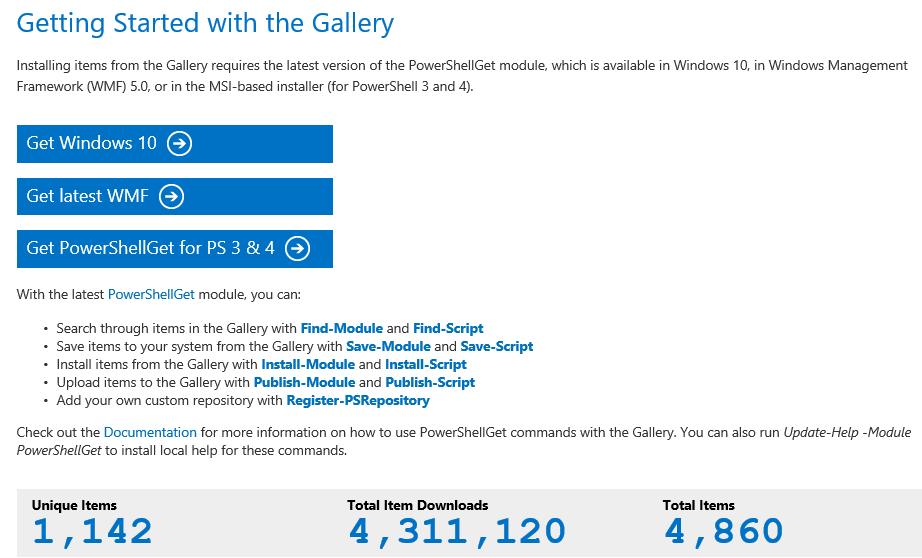 Getting Started with the Gallery
Installing items from the Gallery requires the latest version of the PowerShellGet module, which is available in Windows 10, in Windows Management
Framework (WMF) 5.0, or in the MSI-based installer (for PowerShell 3 and 4).
Get Windows 10
Get latest WMF
Get PowerShellGet for PS 3 & 4
With the latest PowerShellGet module, you can:
• Search through items in the Gallery with Find-Module and Find-Script
• Save items to your system from the Gallery with Save-Module and Save-Script
• Install items from the Gallery with Install-Module and Install-Script
• Upload items to the Gallery with Publish-Module and Publish-Script
• Add your own custom repository with Register-PSRepository
Check out the Documentation for more information on how to use PowerShellGet commands with the Gallery. You can also run Update-Help -Module
PowerShellGet to install local help for these commands.
Unique Items Total Item Downloads Total Items
1,142 4,311,120 4,860